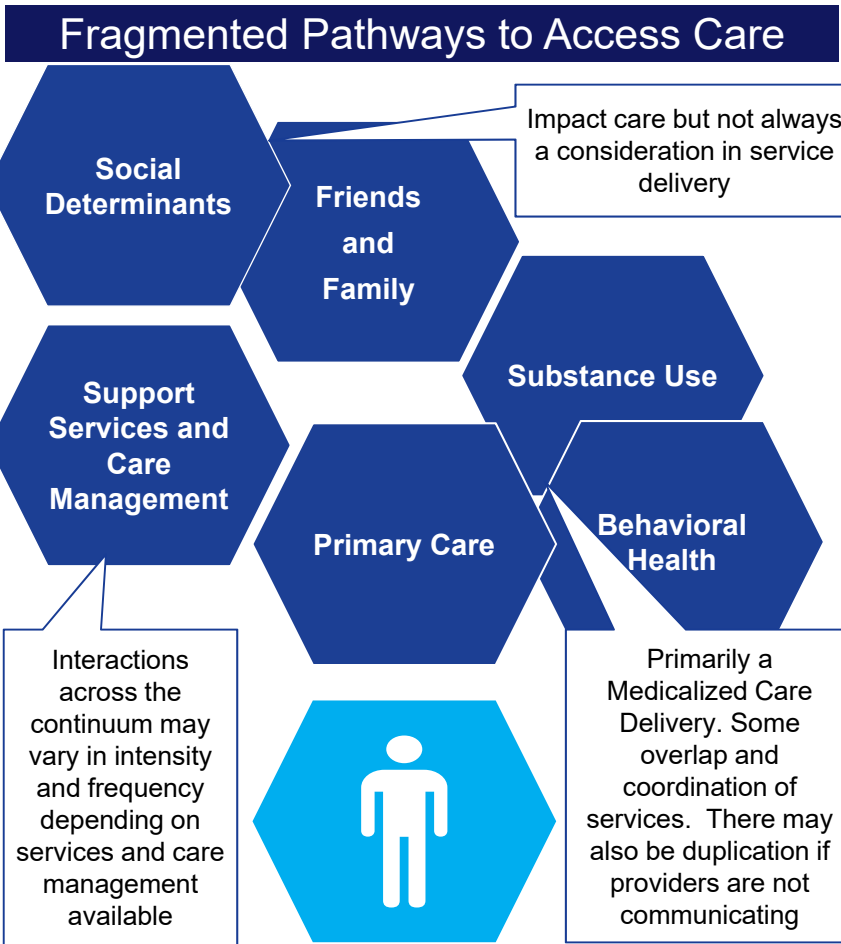 Fragmented Pathways to Access Care
Social
Determinants
Friends
and
Family
Impact care but not always
a consideration in service
delivery
Substance Use
Support
Services and
Care
Management
Primary Care
Behavioral
Health
Interactions
across the
continuum may
vary in intensity
and frequency
depending on
services and care
management
available
Primarily a
Medicalized Care
Delivery. Some
overlap and
coordination of
services.  There may
also be duplication if
providers are not
communicating